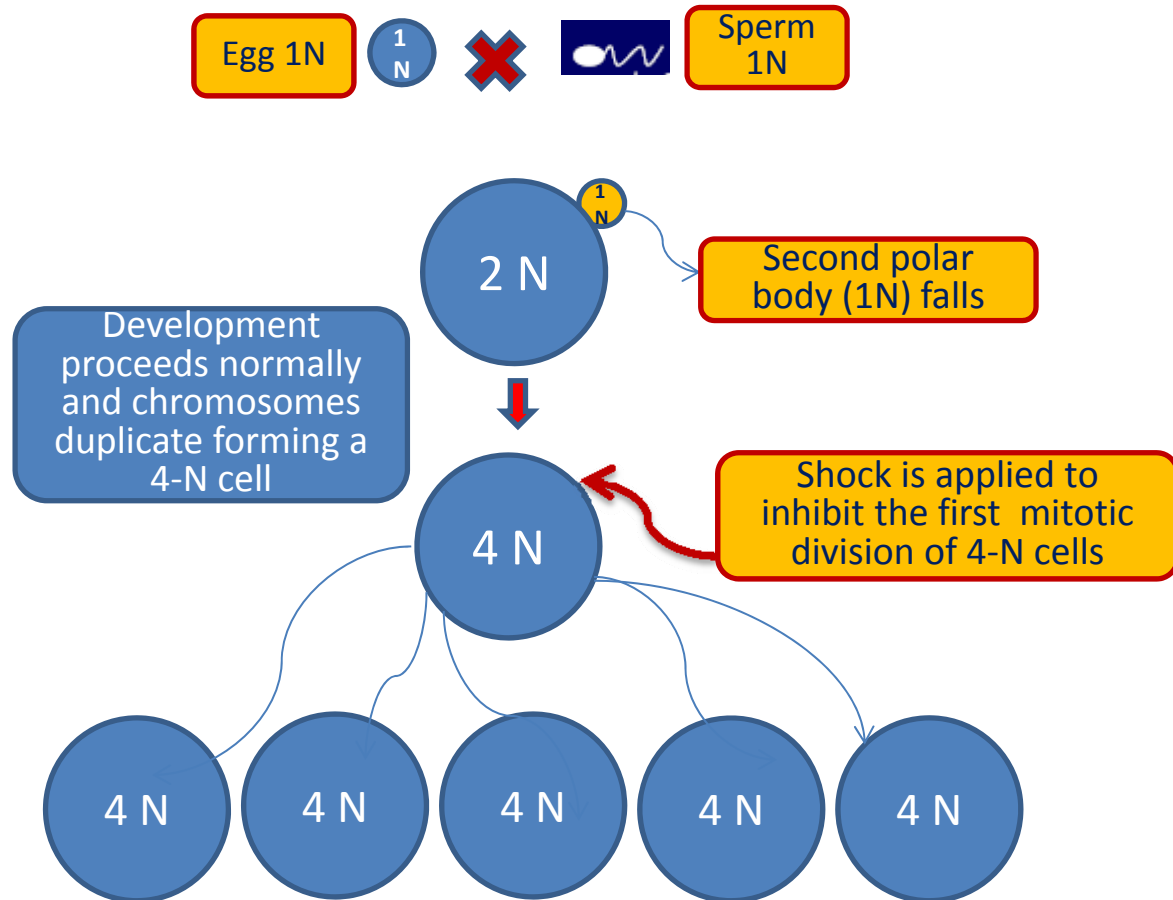 Egg 1N
1
N
Sperm
1N
1
N
2 N
Second polar
body (1N) falls
Development
proceeds normally
and chromosomes
duplicate forming a
4-N cell
4 N
Shock is applied to
inhibit the first  mitotic
division of 4-N cells
4 N
4 N
4 N
4 N
4 N